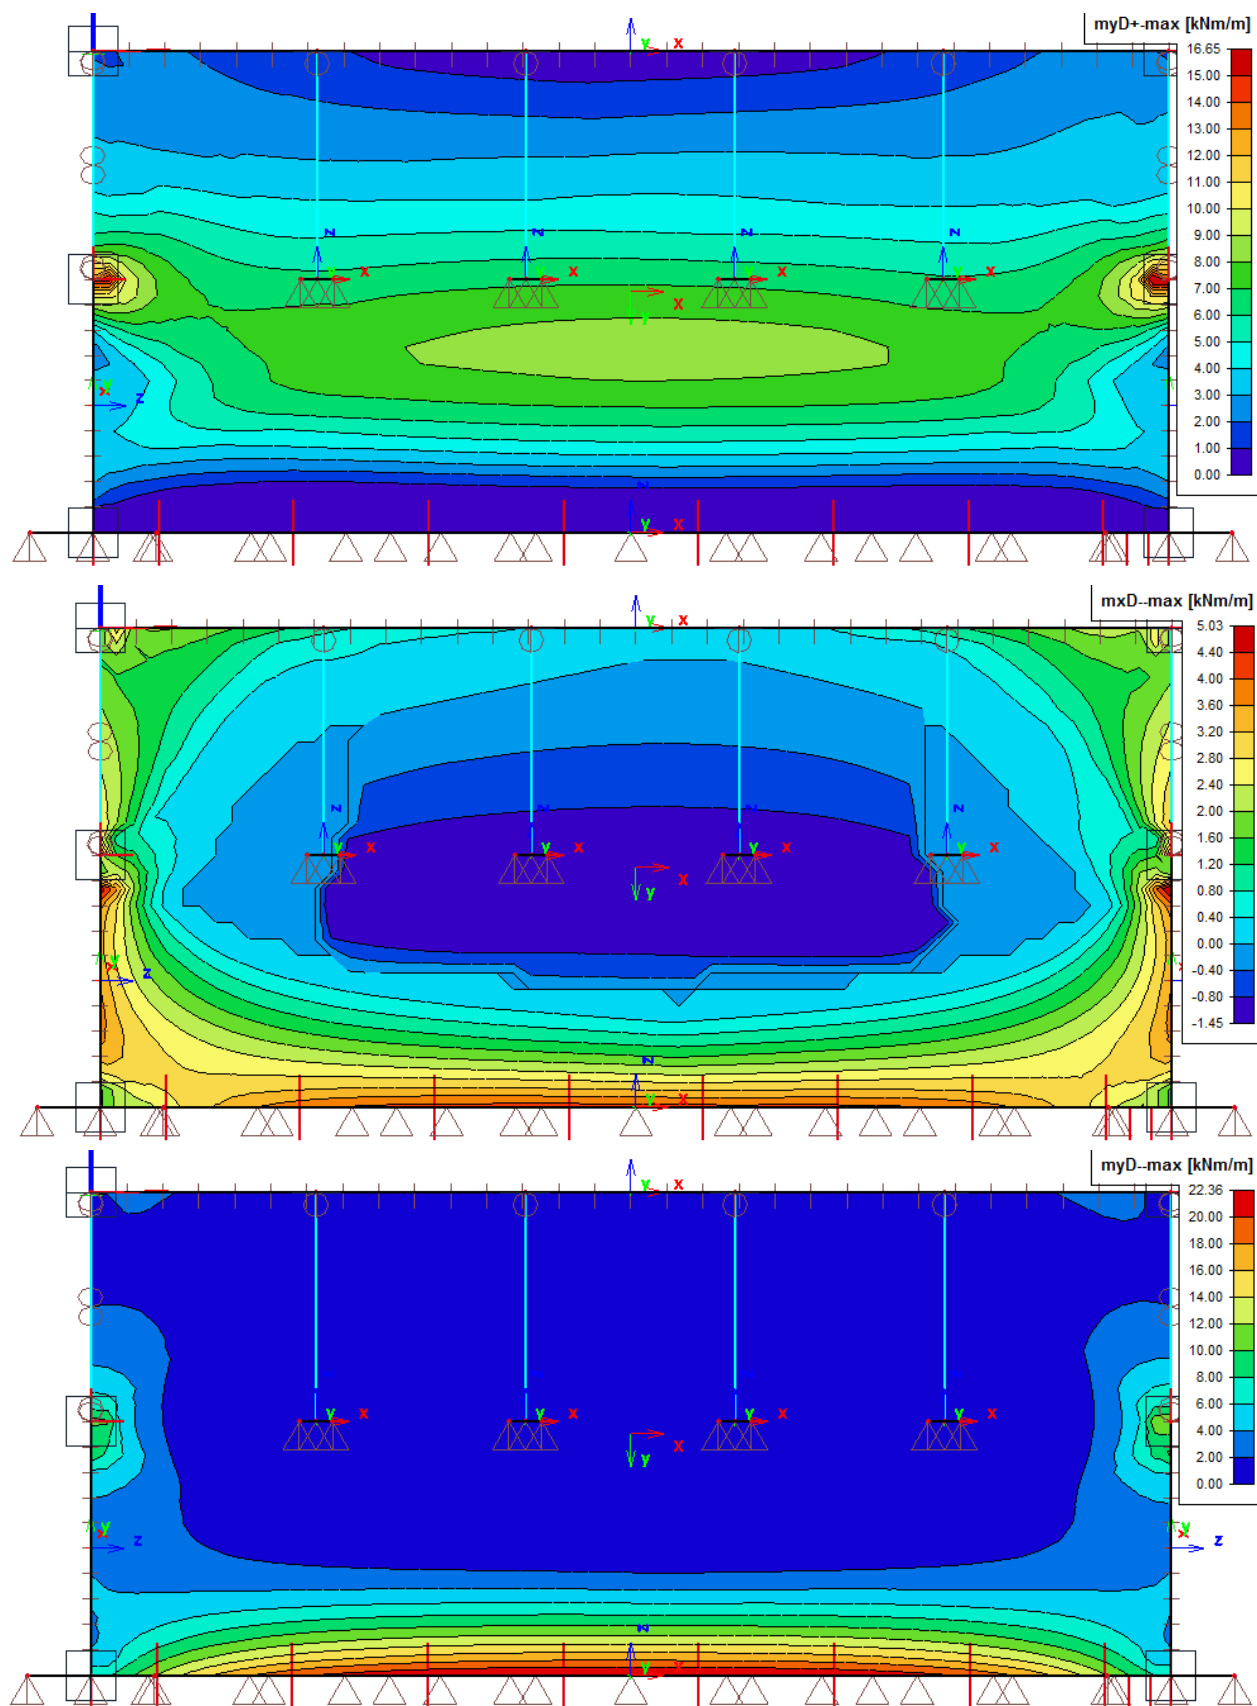 myD+-max [kNm/m]
16.65
15.00
14.00
13.00
12.00
11.00
10.00
9.00
8.00
7.00
6.00
5.00
4.00
3.00
2.00
1.00
0.00
y x
z z z z
y x y x y x y x
x
y
y
x z
z
y x
mxD--max [kNm/m]
5.03
4.40
4.00
3.60
3.20
2.80
2.40
2.00
1.60
1.20
0.80
0.40
0.00
-0.40
-0.80
-1.45
y x
z z z z
y x y x y x y x
x
y
y
x z
z
y x
myD--max [kNm/m]
22.36
20.00
18.00
16.00
14.00
12.00
10.00
8.00
6.00
4.00
2.00
0.00
y x
y x y x y x y x
x
y
y y
x z x z
z
y x